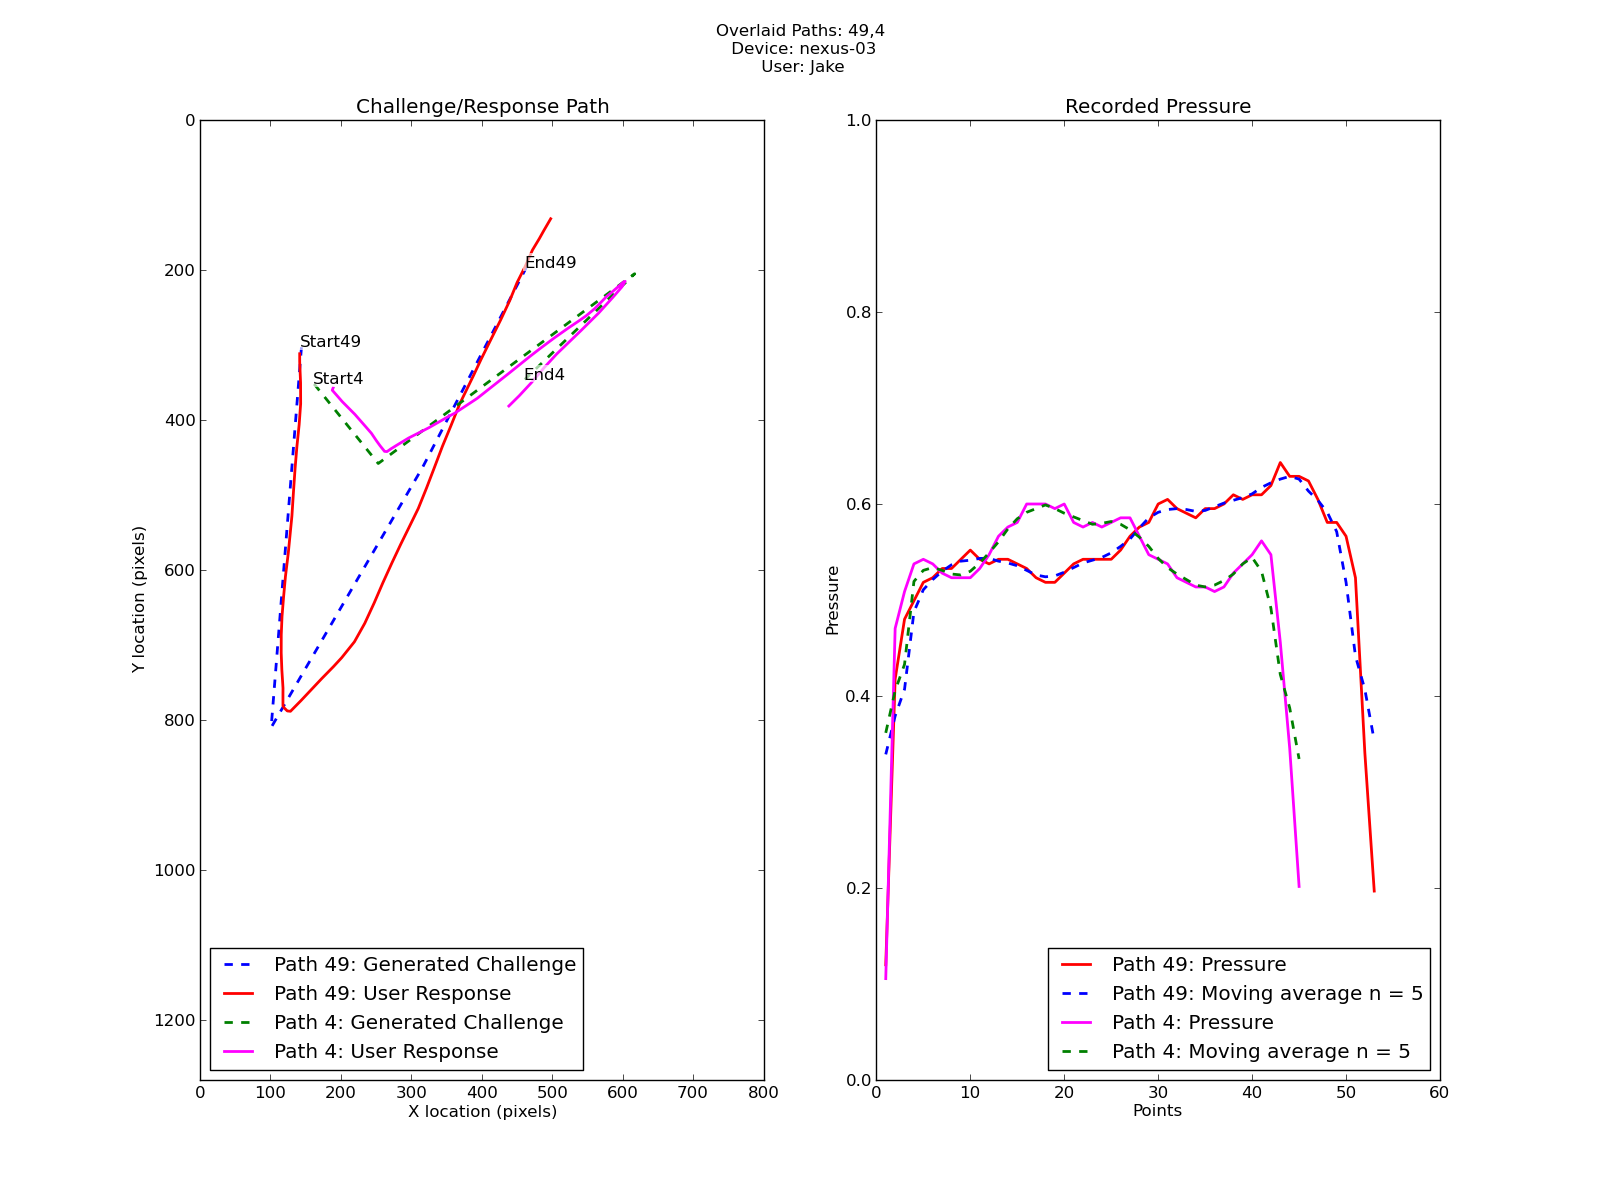 Overlaid Paths: 49,4
Device: nexus-03
User: Jake
Challenge/Response Path
0
200
400
600
800
1000
1200
Y location (pixels)
Start49
Start4
End49
End4
Path 49: Generated Challenge
Path 49: User Response
Path 4: Generated Challenge
Path 4: User Response
0 100 200 300 400 500 600 700 800
X location (pixels)
Recorded Pressure
1.0
0.8
0.6
0.4
0.2
0.0
Pressure
Path 49: Pressure
Path 49: Moving average n = 5
Path 4: Pressure
Path 4: Moving average n = 5
0 10 20 30 40 50 60
Points